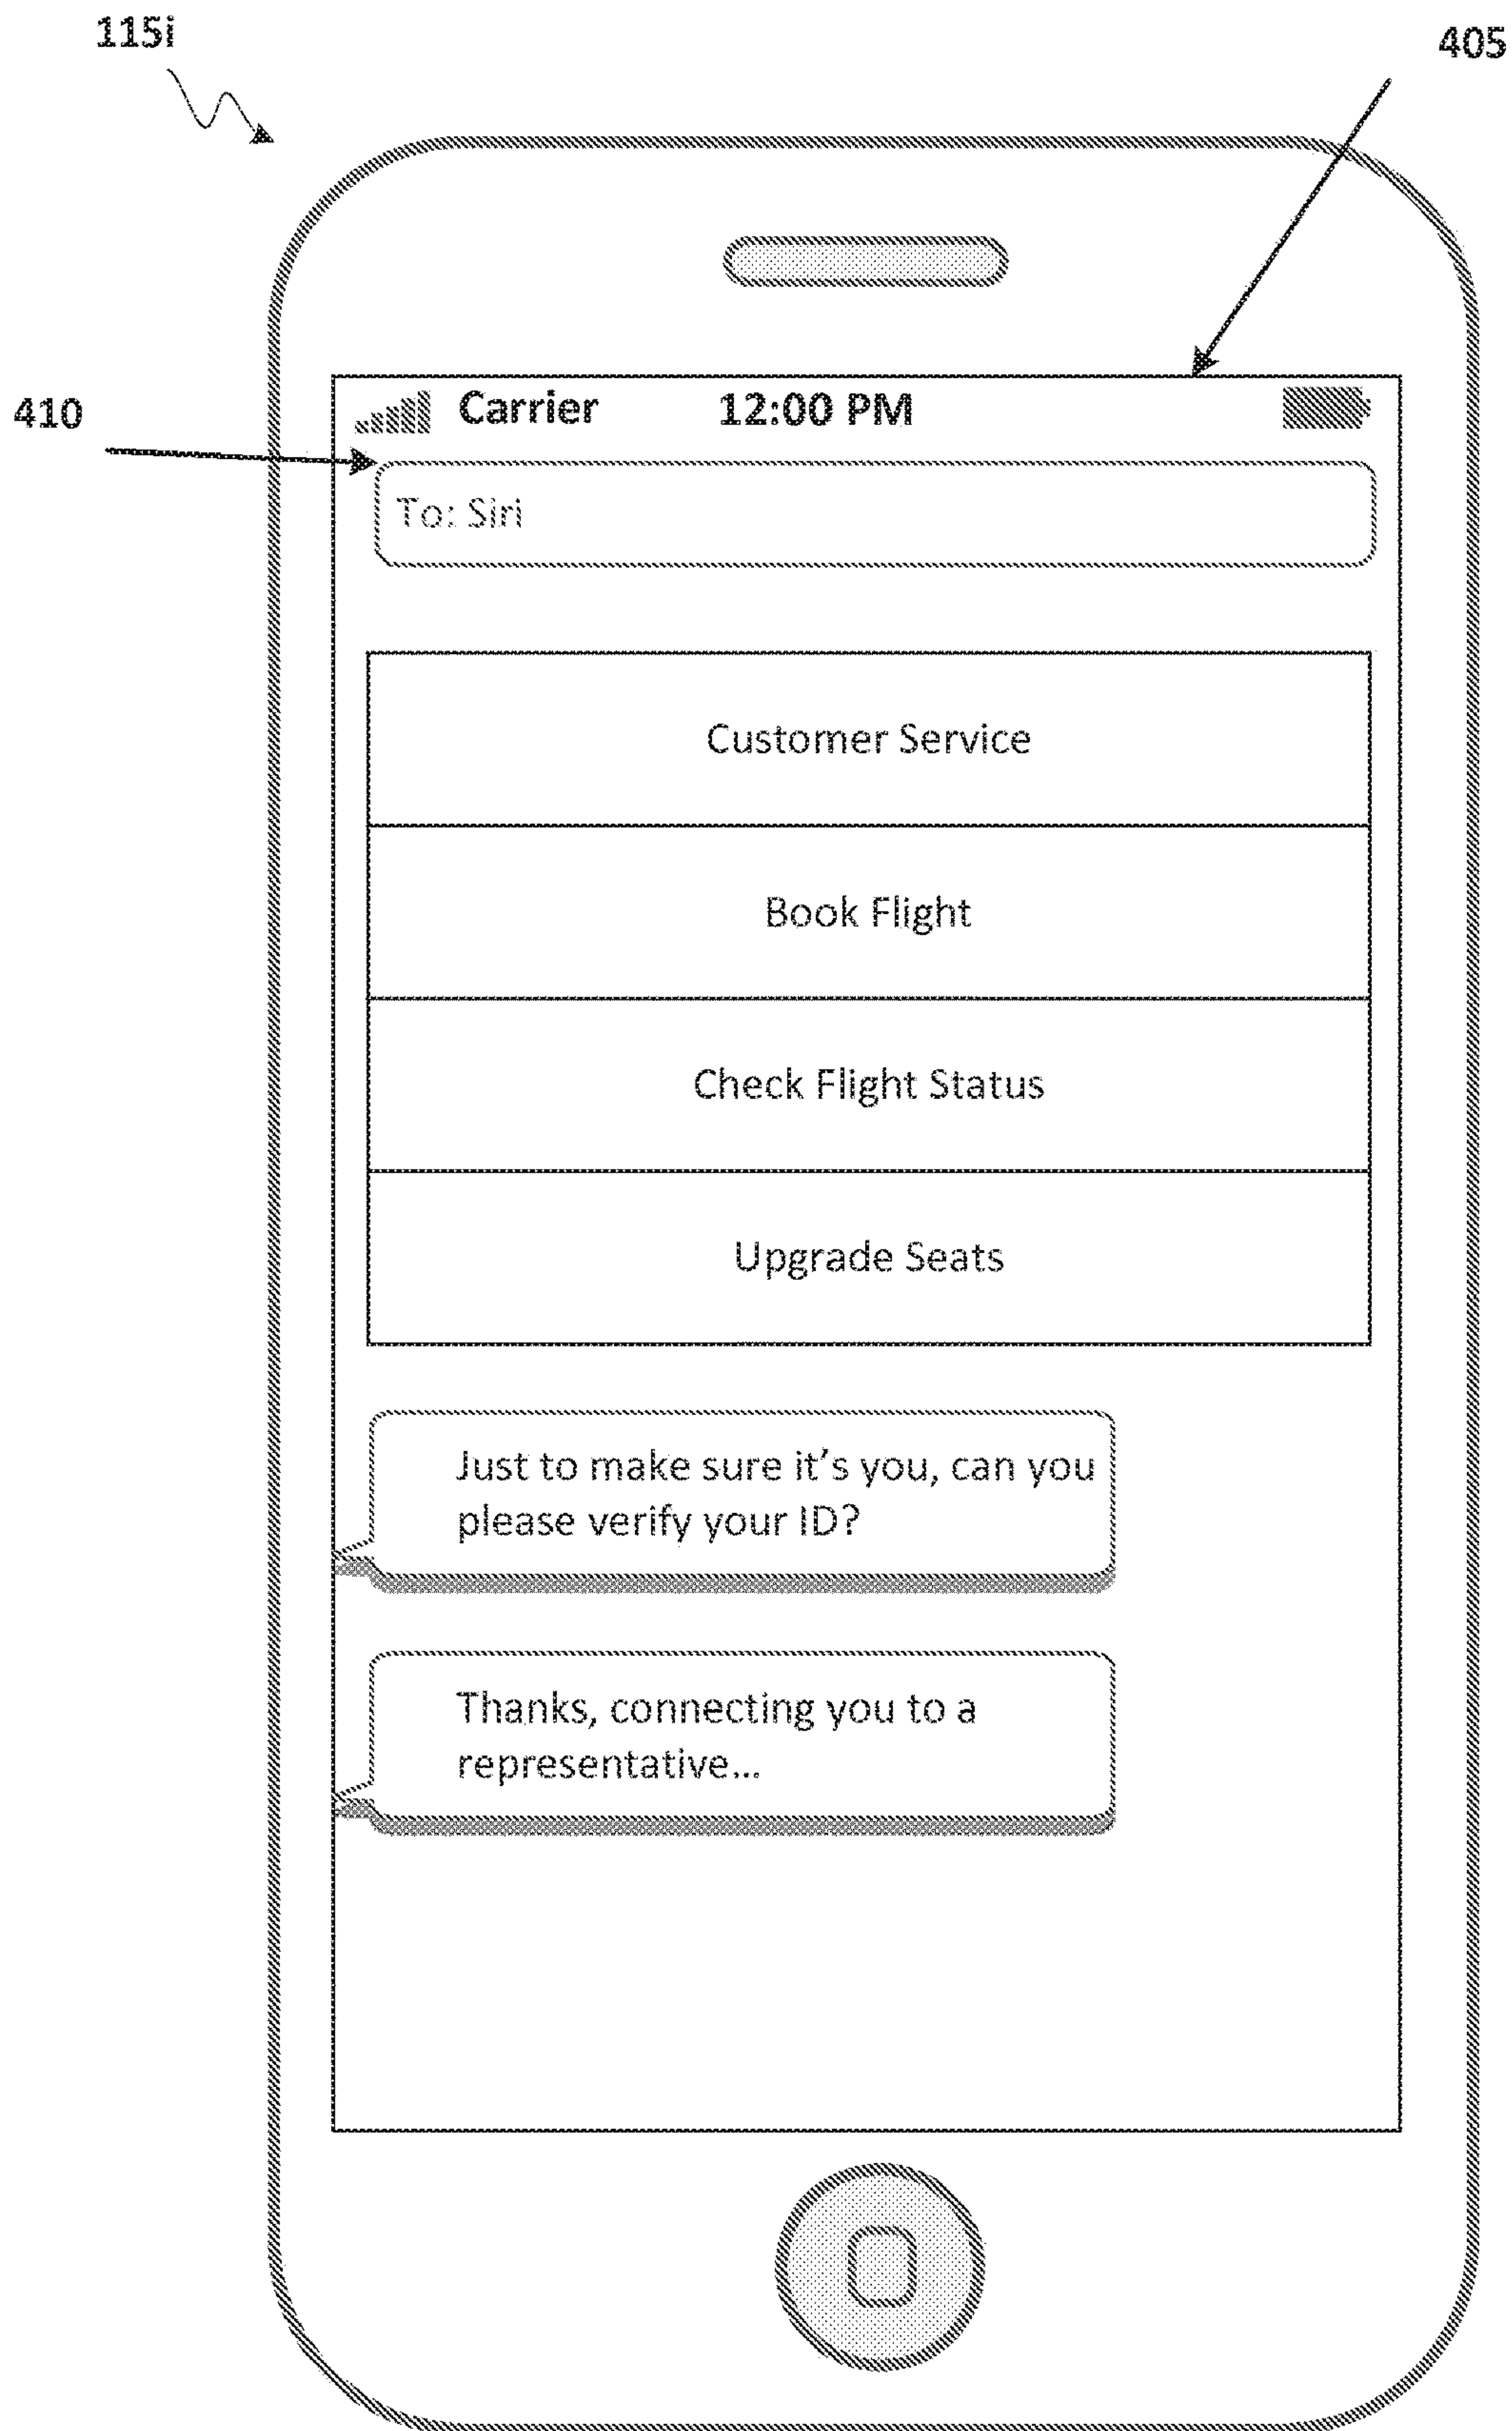 115i
405
410
Carrier 12:00 PM
To: Siri
Customer Service
Book Flight
Check Flight Status
Upgrade Seats
Just to make sure it's you, can you
please verify your ID?
Thanks, connecting you to a
representative...